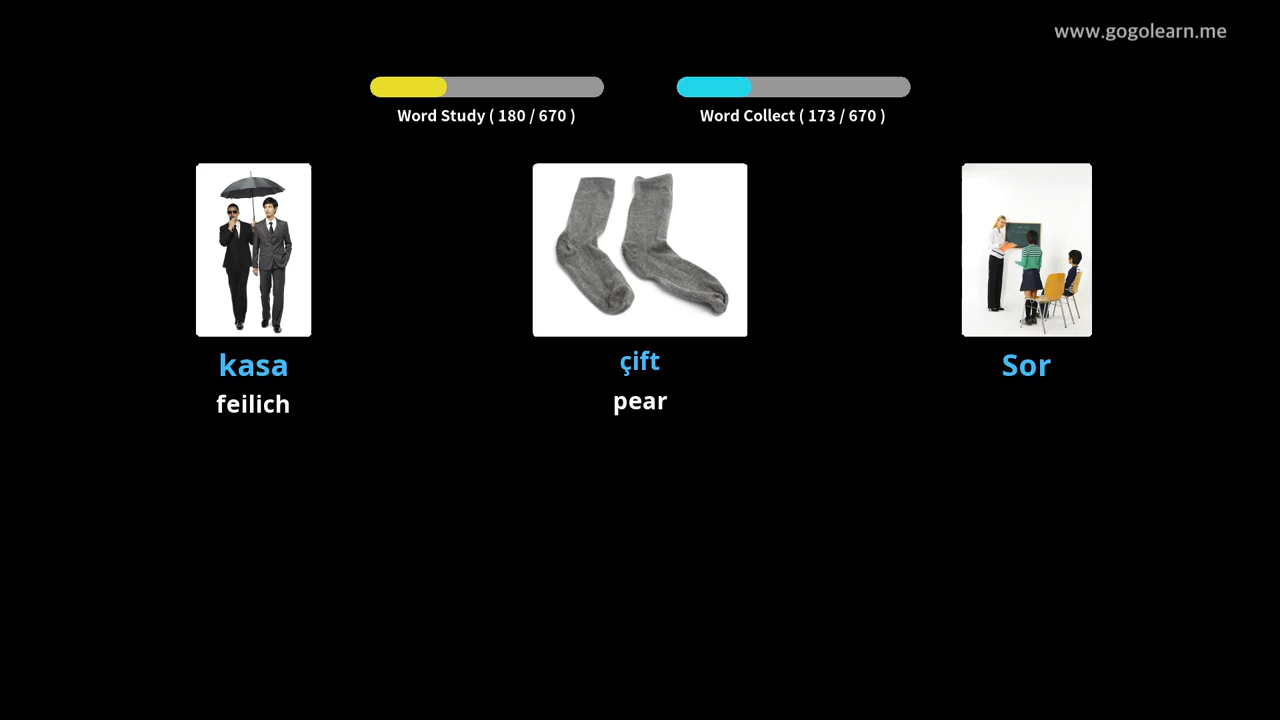 www.gogolearn.me
Word Study ( 180 / 670 )
Word Collect ( 173 / 670 )
kasa
feilich
çift
pear
Sor